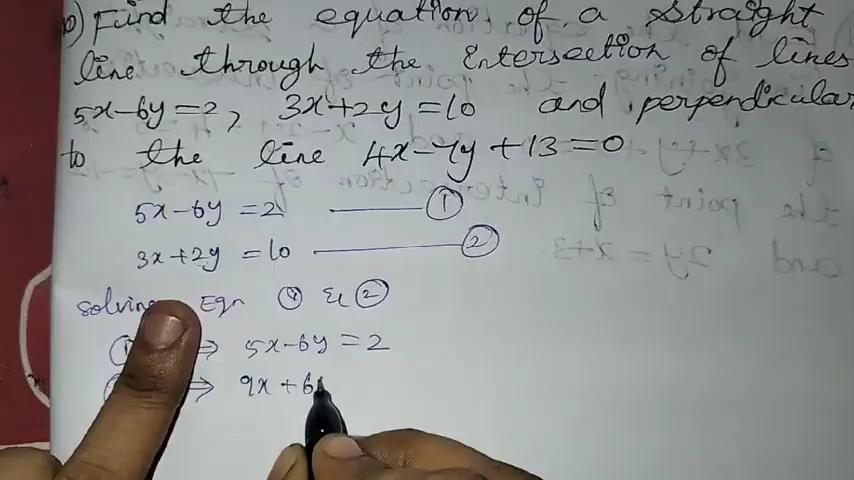 b) Find the equation of a straight
line through the intersection of lines
5x-6y=2, 3x+2y=10 and perpendicular
to the line 4x-7y+13=0
5x-6y=2 ①
3x+2y=10 ②
solving Eqn ① & ②
① ⇒ 5x-6y=2
⇒ 9x+6